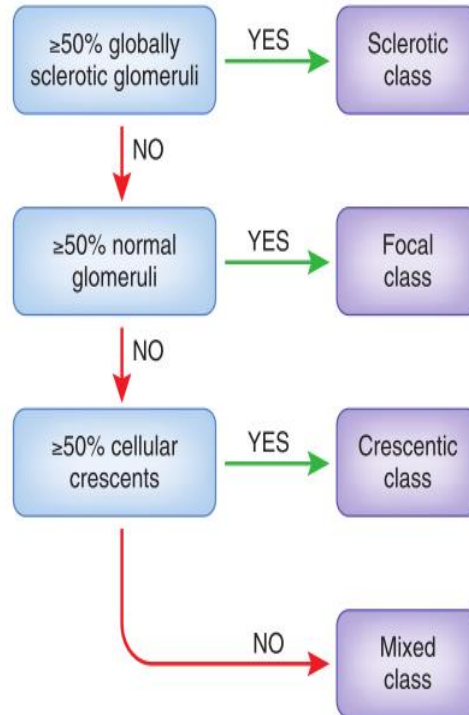 ≥50% globally
sclerotic glomeruli
YES
Sclerotic
class
NO
≥50% normal
glomeruli
YES
Focal
class
NO
≥50% cellular
crescents
YES
Crescentic
class
NO
Mixed
class